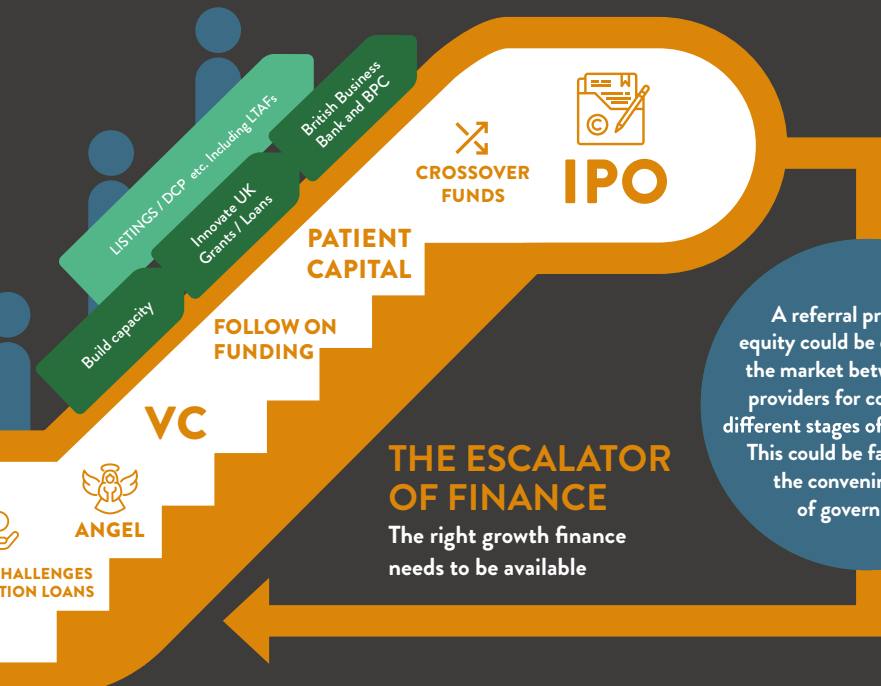 British Business
Bank and BPC
LISTINGS / DCP etc. Including LTAFs
Innovate UK
Grants / Loans
Build capacity
©
IPO
CROSSOVER
FUNDS
PATIENT
CAPITAL
FOLLOW ON
FUNDING
VC
ANGEL
HALLENGES
TION LOANS
THE ESCALATOR
OF FINANCE
The right growth finance
needs to be available
A referral pr
equity could be
the market betw
providers for co
different stages of
This could be fa
the convenin
of govern